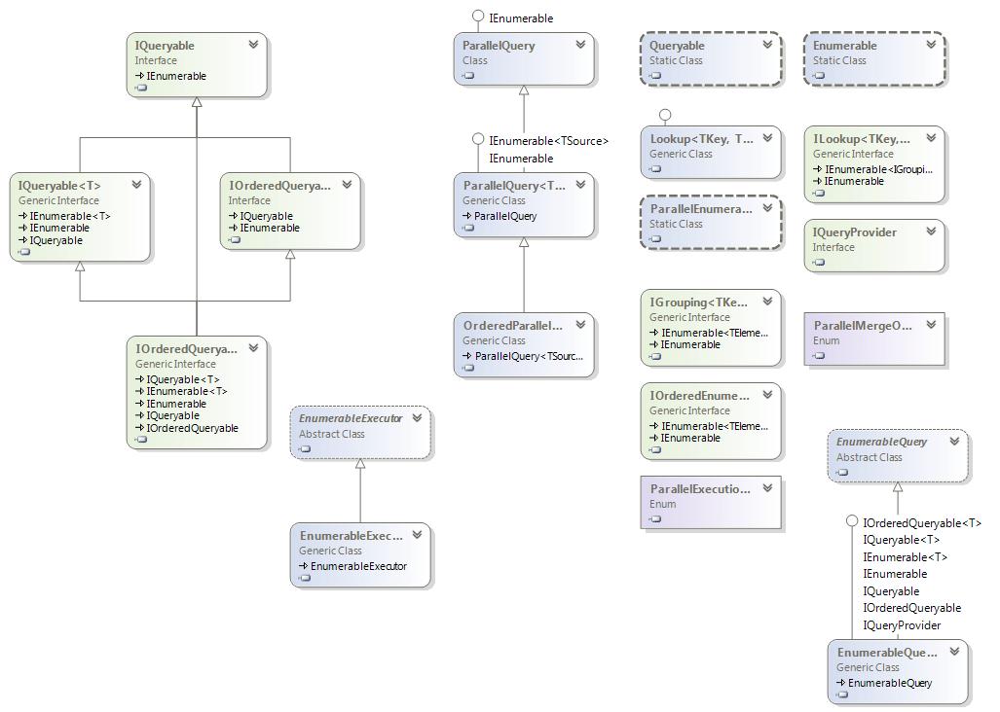 IEnumerable
IQueryable
Interface
IEnumerable
ParallelQuery
Class
Queryable
Static Class
Enumerable
Static Class
IEnumerable<TSource>
IEnumerable
Lookup<TKey, T...
Generic Class
ILookup<TKey,...
Generic Interface
IEnumerable<IGroupi...
IEnumerable
IQueryable<T>
Generic Interface
IEnumerable<T>
IEnumerable
IQueryable
IOrderedQuerya...
Interface
IQueryable
IEnumerable
ParallelQuery<T...
Generic Class
ParallelQuery
ParallelEnumera...
Static Class
IQueryProvider
Interface
IGrouping<TKe...
Generic Interface
IEnumerable<TEleme...
IEnumerable
OrderedParallel...
Generic Class
ParallelQuery<TSourc...
ParallelMergeO...
Enum
IOrderedQuerya...
Generic Interface
IQueryable<T>
IEnumerable<T>
IEnumerable
IQueryable
IOrderedQueryable
IOrderedEnume...
Generic Interface
IEnumerable<TEleme...
IEnumerable
EnumerableExecutor
Abstract Class
EnumerableQuery
Abstract Class
ParallelExecutio...
Enum
EnumerableExec...
Generic Class
EnumerableExecutor
IOrderedQueryable<T>
IQueryable<T>
IEnumerable<T>
IEnumerable
IQueryable
IOrderedQueryable
IQueryProvider
EnumerableQue...
Generic Class
EnumerableQuery